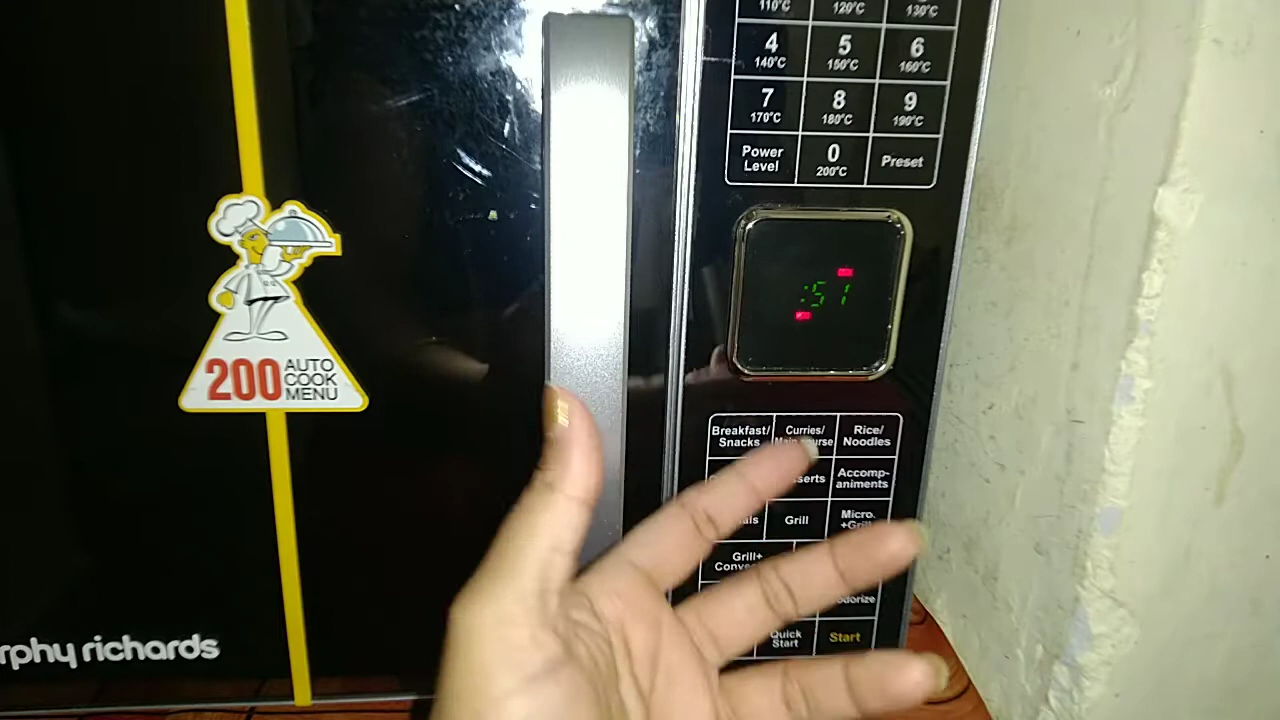 110°C 120°C 130°C
4 5 6
140°C 150°C 160°C
7 8 9
170°C 180°C 190°C
Power Level 0 200°C Preset
:51
200 AUTO COOK MENU
Breakfast/ Snacks Curries/ Rice/ Noodles
Accomp-animents
Grill Micro.
Grill+
Quick Start Start
rphy richards